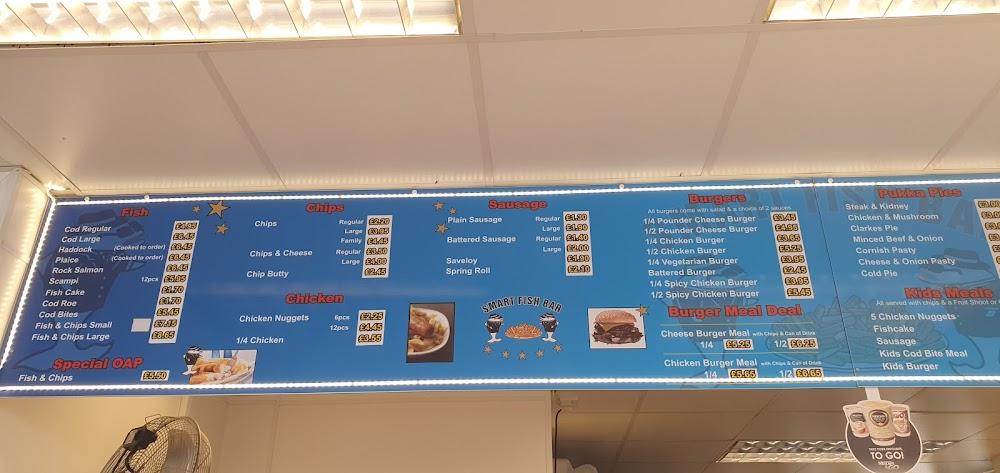 Fish
Cod Regular £4.95
Cod Large £6.45
Haddock (Cooked to order) £6.45
Plaice (Cooked to order) £6.45
Rock Salmon £6.45
Scampi 12pcs £5.95
Fish Cake £1.70
Cod Roe £1.70
Cod Bites £5.45
Fish & Chips Small £7.15
Fish & Chips Large £8.65
Special OAP
Fish & Chips £5.50
Chips
Chips Regular £2.20
Large £3.95
Family £4.45
Chips & Cheese Regular £3.50
Large £4.00
Chip Butty £2.45
Chicken
Chicken Nuggets 6pcs £2.25
12pcs £4.45
1/4 Chicken £3.55
Sausage
Plain Sausage Regular £1.30
Large £1.90
Battered Sausage Regular £1.40
Large £2.00
Saveloy £1.90
Spring Roll £2.10
SMART FISH BAR
Burgers
All burgers come with salad & a choice of 2 sauces
1/4 Pounder Cheese Burger £3.45
1/2 Pounder Cheese Burger £4.95
1/4 Chicken Burger £3.65
1/2 Chicken Burger £5.25
1/4 Vegetarian Burger £3.95
Battered Burger £2.45
1/4 Spicy Chicken Burger £3.95
1/2 Spicy Chicken Burger £5.45
Burger Meal Deal
Cheese Burger Meal with Chips & Can of Drink
1/4 £5.25 1/2 £6.25
Chicken Burger Meal with Chips & Can of Drink
1/4 £5.65 1/2 £6.65
Pukka Pies
Steak & Kidney
Chicken & Mushroom
Clarkes Pie
Minced Beef & Onion
Cornish Pasty
Cheese & Onion Pasty
Cold Pie
Kids Meals
All served with chips & a Fruit Shoot or
5 Chicken Nuggets
Fishcake
Sausage
Kids Cod Bite Meal
Kids Burger
TO GO!